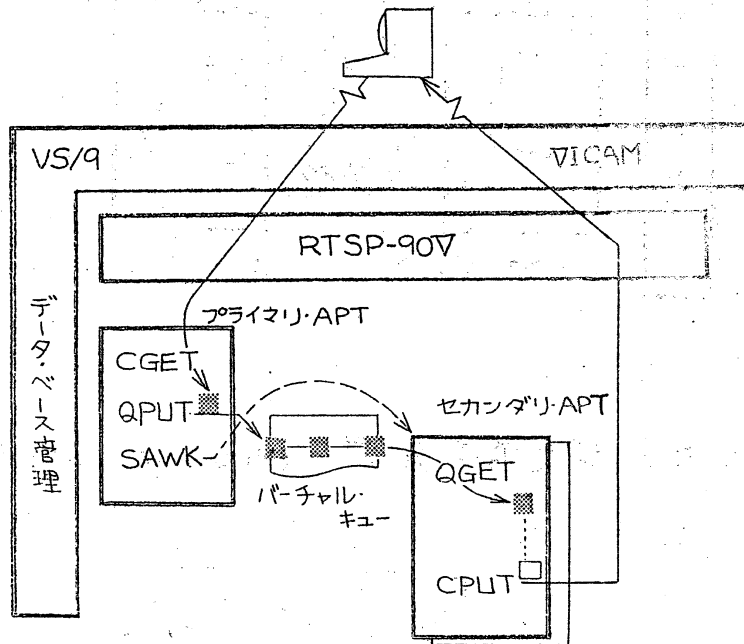 VS/9
VICAM
RTSP-90V
データ・ベース管理
プライマリ・APT
CGET
QPUT
SAWK
バーチャル・
キュー
セカンダリ・APT
QGET
CPUT